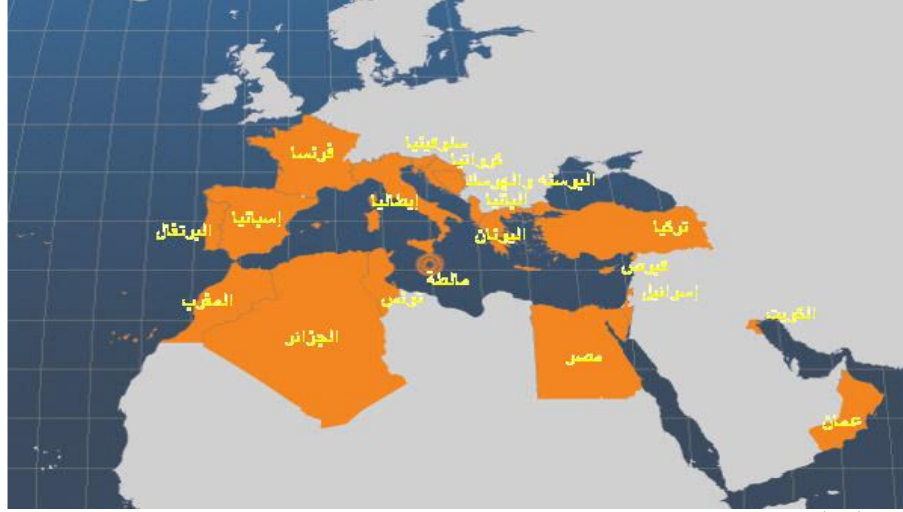 سلوفينيا
كرواتيا
فرنسا
البوسنه والهرسك
ألبانيا
إيطاليا
إسبانيا
البرتغال
اليونان
تركيا
قبرص
مالطة
إسرائيل
تونس
المغرب
الكويت
الجزائر
مصر
عمان